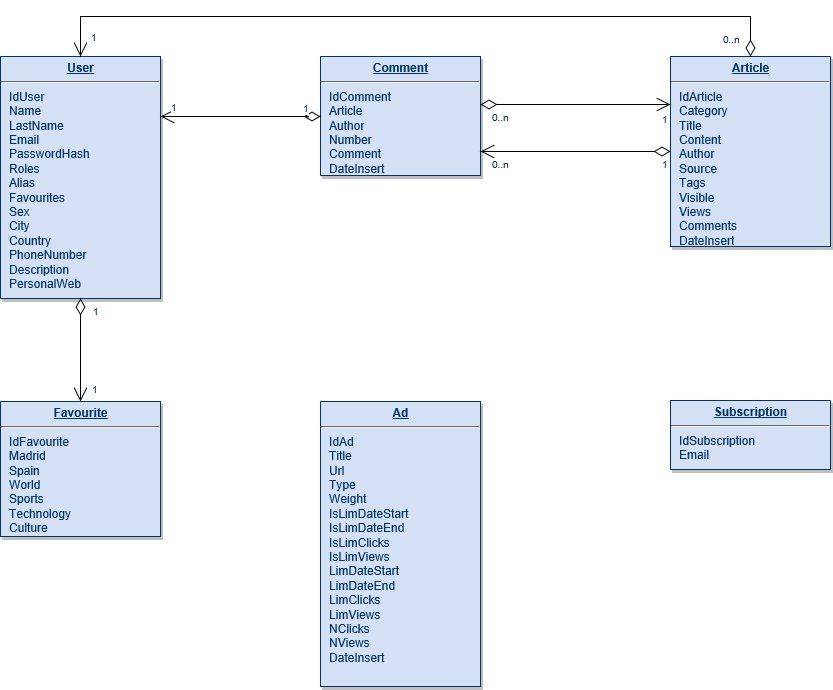 1
0..n
User
IdUser
Name
LastName
Email
PasswordHash
Roles
Alias
Favourites
Sex
City
Country
PhoneNumber
Description
PersonalWeb
1
1
Comment
IdComment
Article
Author
Number
Comment
DateInsert
0..n
1
0..n
1
Article
IdArticle
Category
Title
Content
Author
Source
Tags
Visible
Views
Comments
DateInsert
1
1
Favourite
IdFavourite
Madrid
Spain
World
Sports
Technology
Culture
Ad
IdAd
Title
Url
Type
Weight
IsLimDateStart
IsLimDateEnd
IsLimClicks
IsLimViews
LimDateStart
LimDateEnd
LimClicks
LimViews
NClicks
NViews
DateInsert
Subscription
IdSubscription
Email